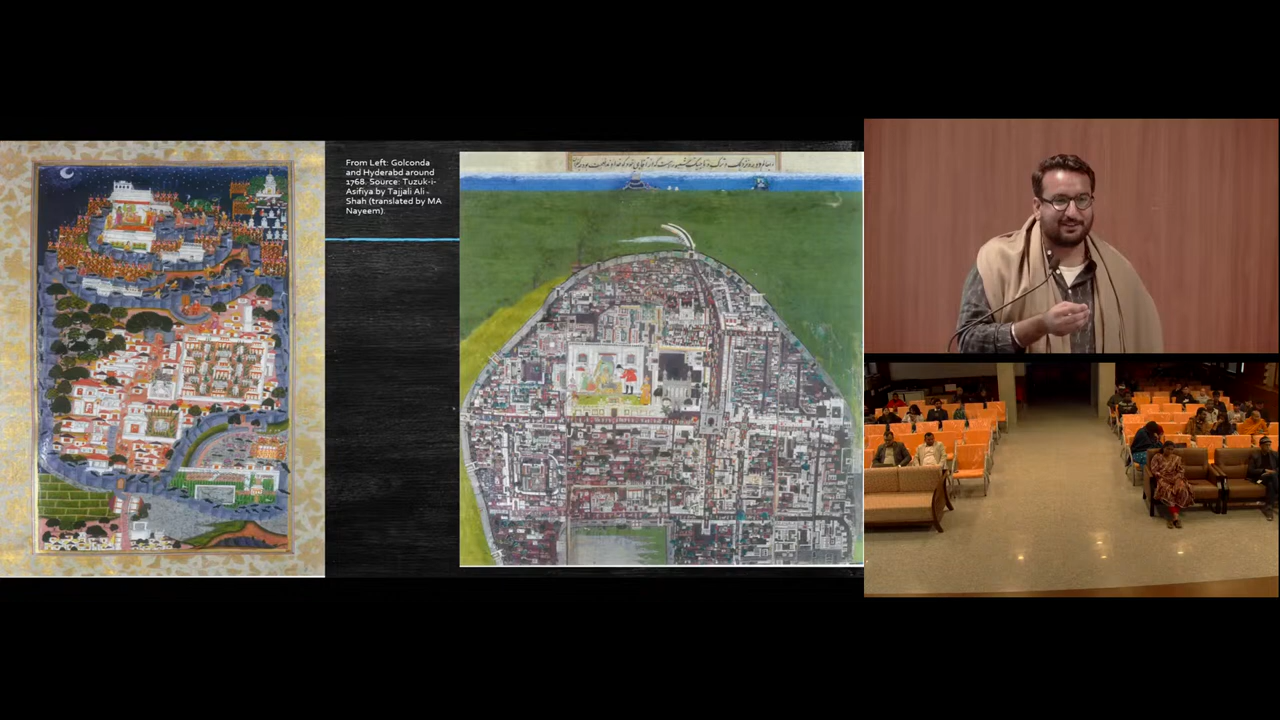 From Left: Golconda
and Hyderabd around
1768. Source: Tuzuk-i-
Asifiya by Tajjali Ali
Shah (translated by MA
Nayeem)